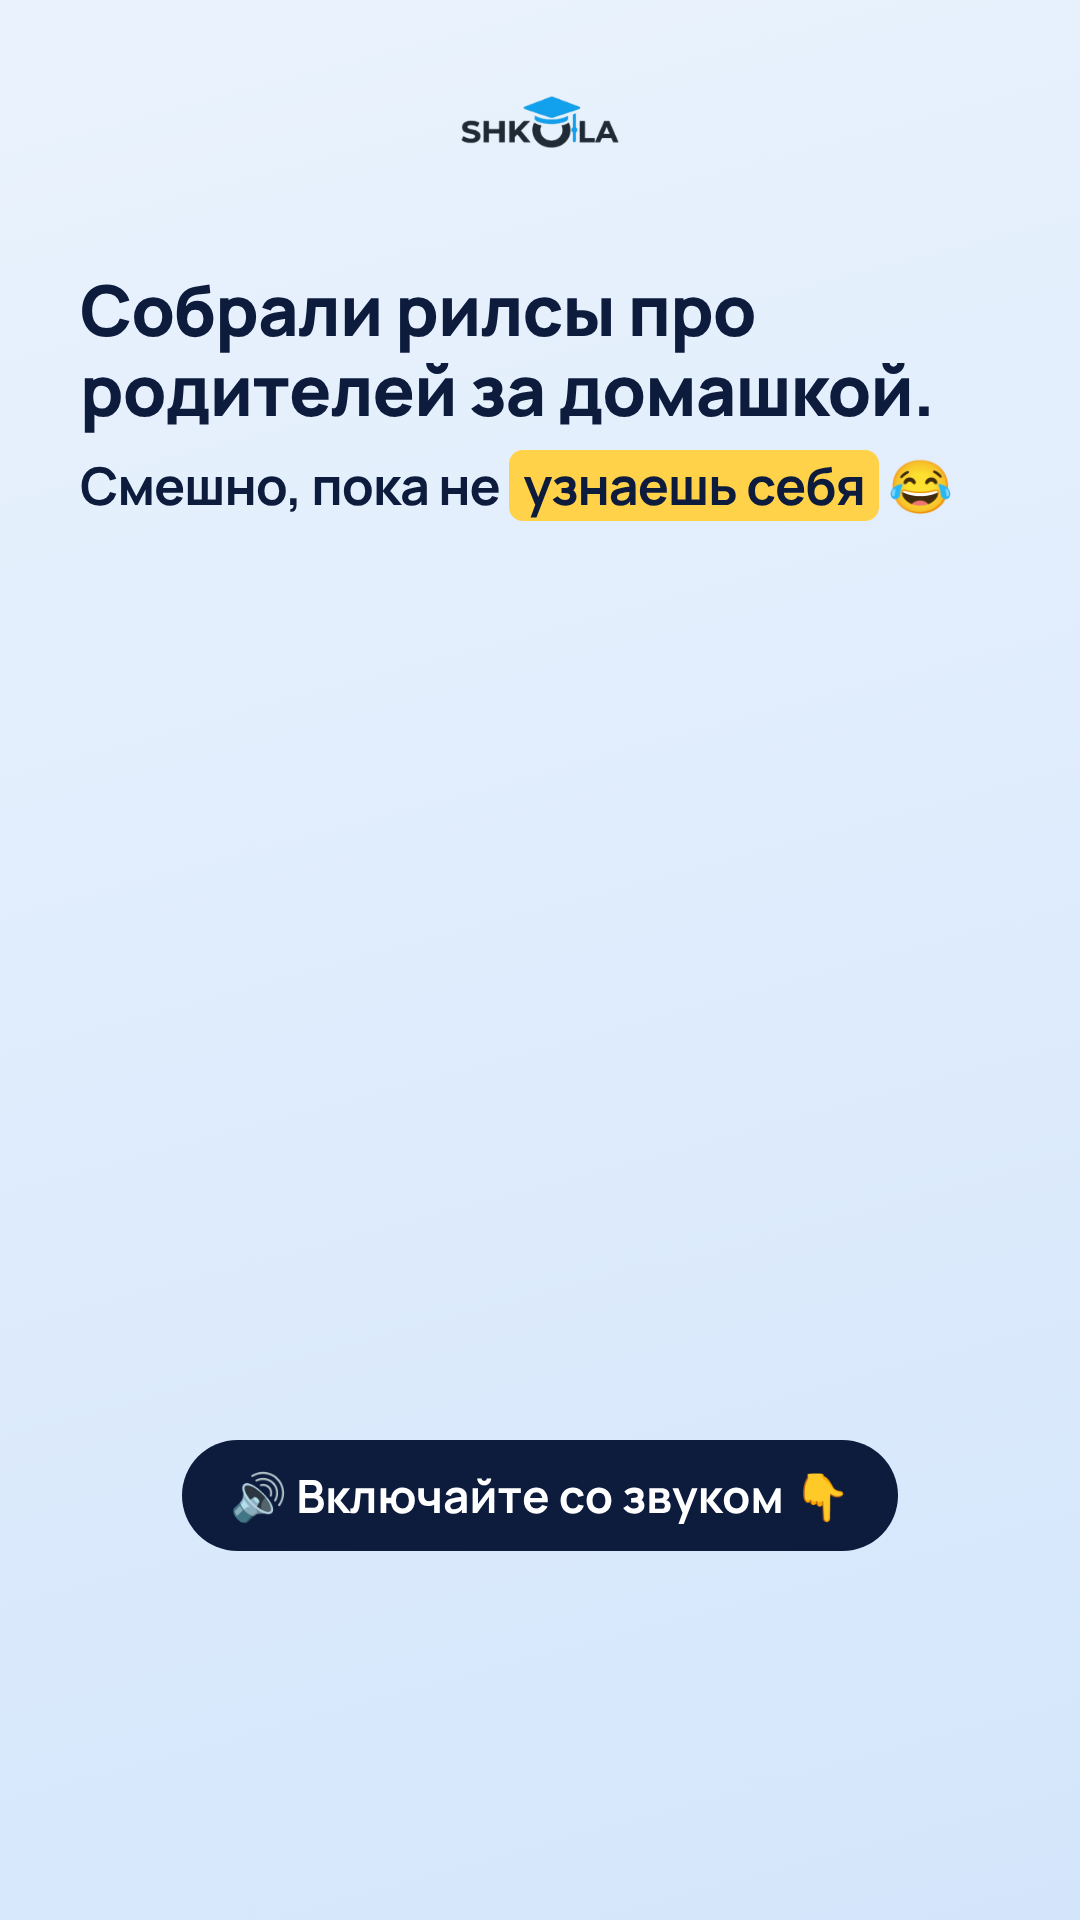 SHKOLA
Собрали рилсы про
родителей за домашкой.
Смешно, пока не узнаешь себя 😂
🔊 Включайте со звуком 👇